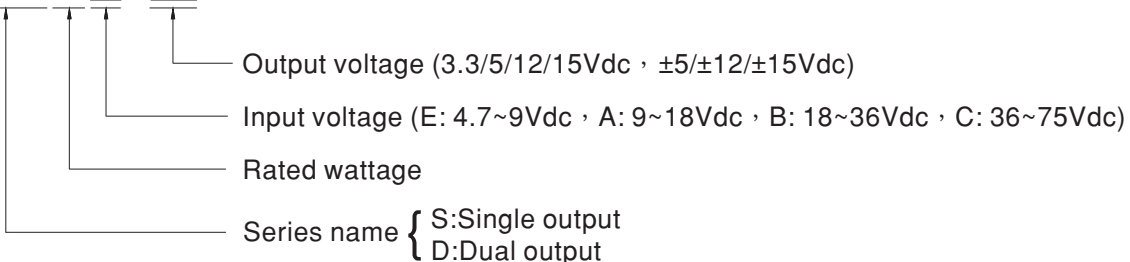 Output voltage (3.3/5/12/15Vdc，±5/±12/±15Vdc)
Input voltage (E: 4.7~9Vdc，A: 9~18Vdc，B: 18~36Vdc，C: 36~75Vdc)
Rated wattage
Series name { S:Single output
D:Dual output